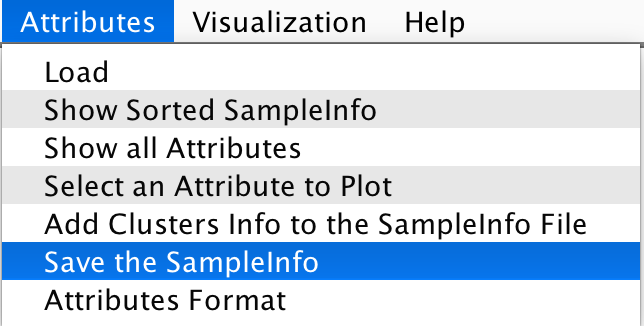 Attributes Visualization Help
Load
Show Sorted SampleInfo
Show all Attributes
Select an Attribute to Plot
Add Clusters Info to the SampleInfo File
Save the SampleInfo
Attributes Format